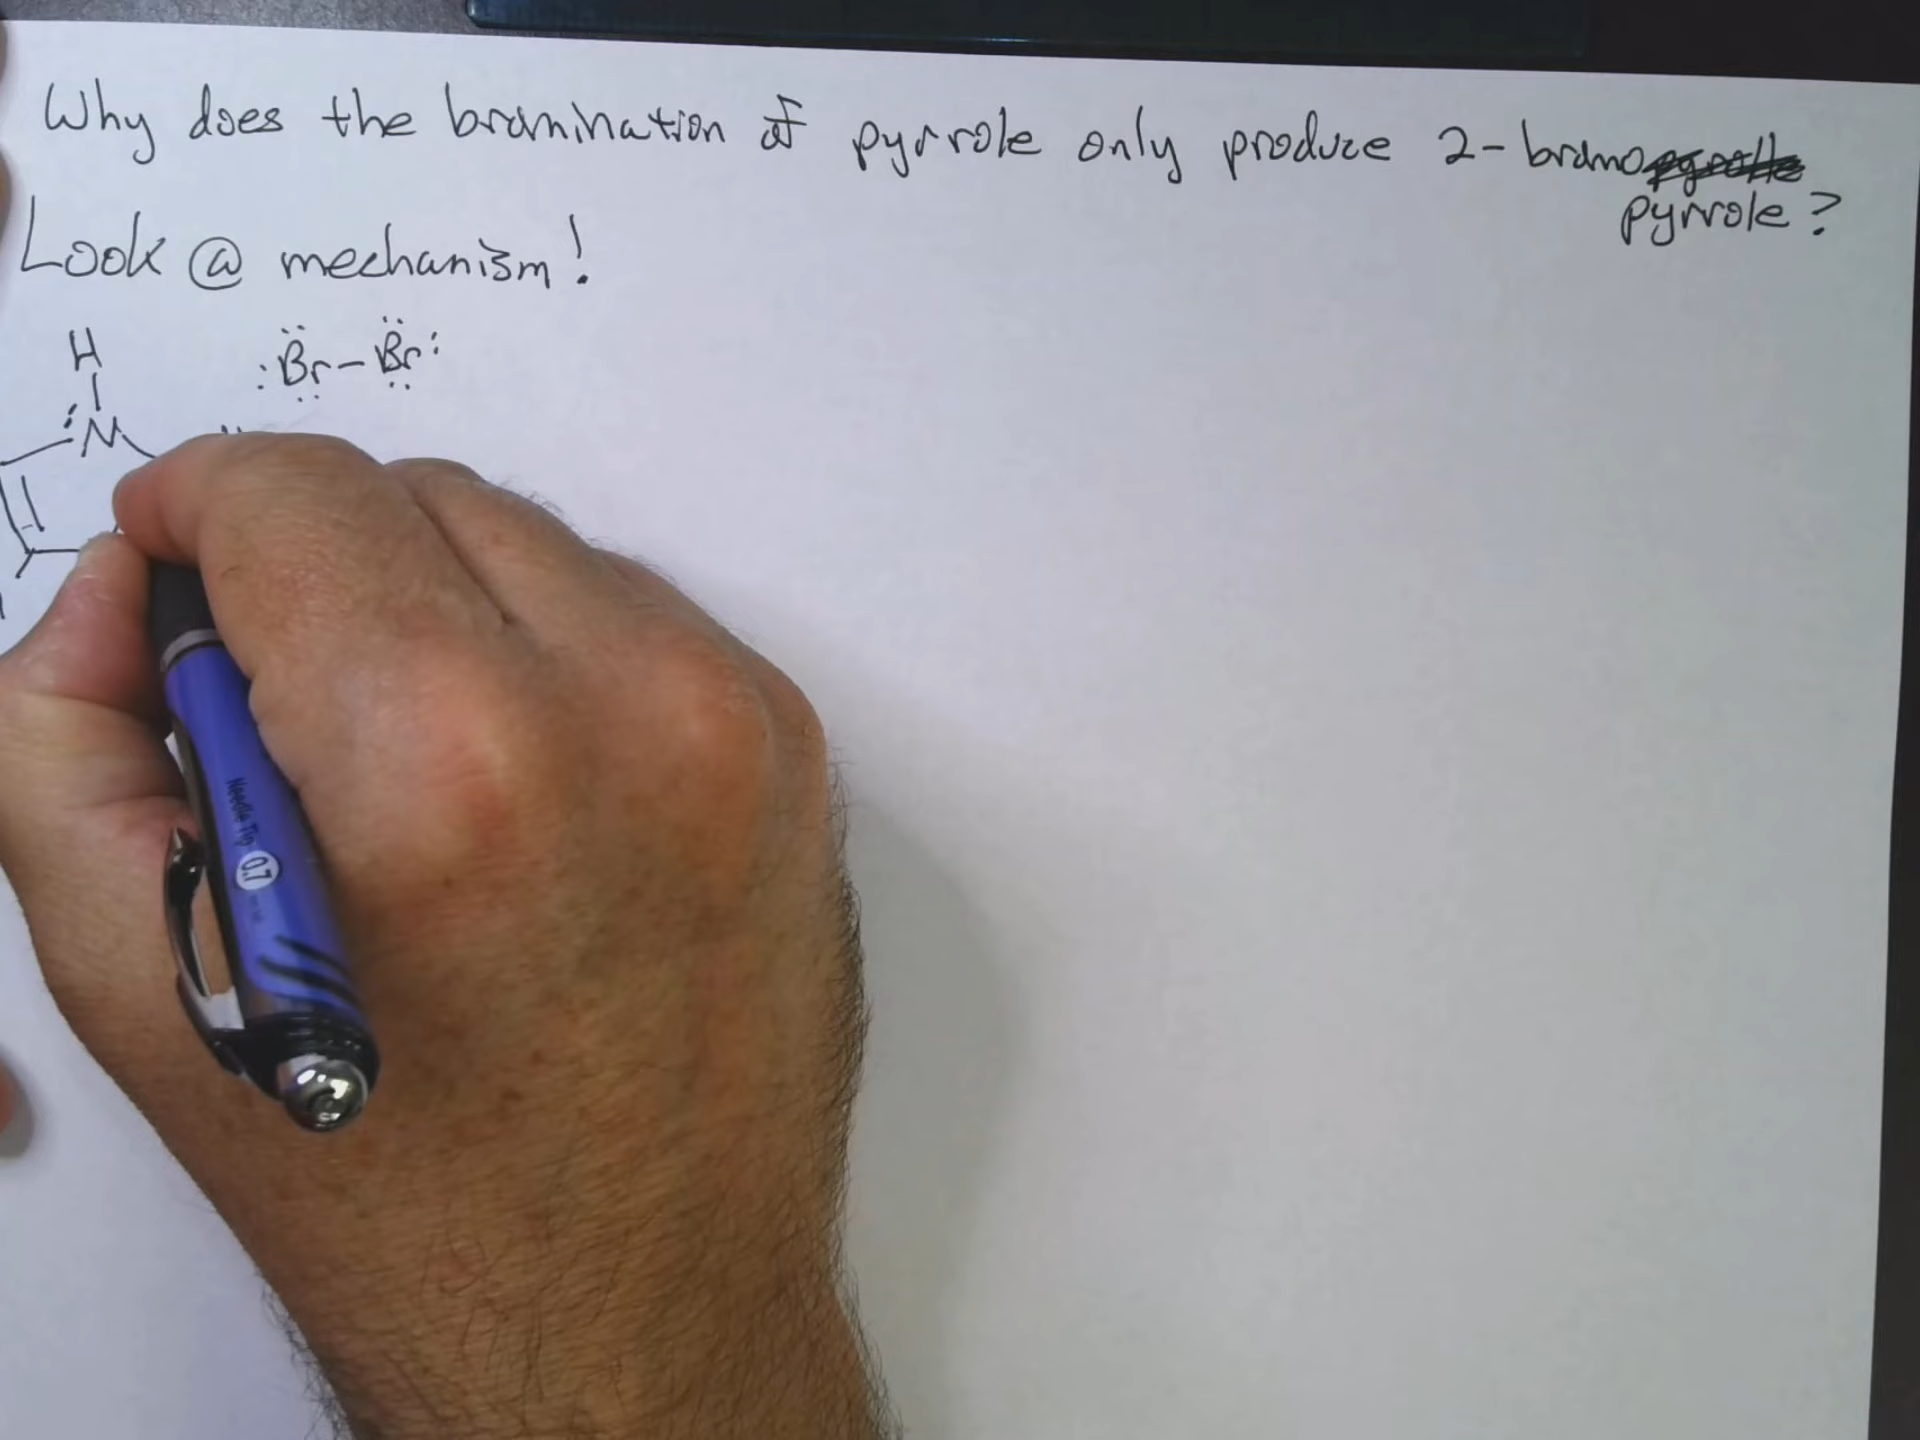 Why does the bromination of pyrrole only produce 2-bromo
pyrrole?
Look @ mechanism!
H
:Br-Br:
N
Needle Tip 0.7